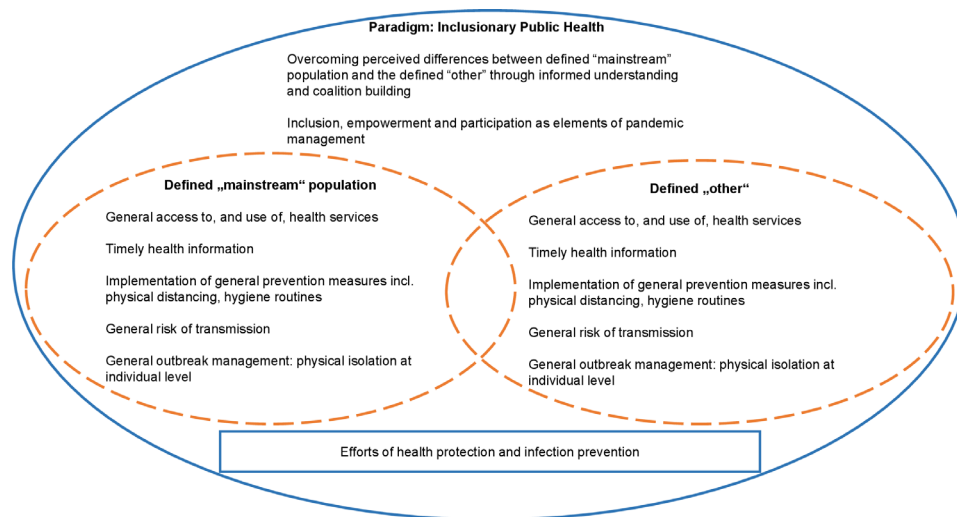 Paradigm: Inclusionary Public Health
Overcoming perceived differences between defined “mainstream”
population and the defined “other” through informed understanding
and coalition building
Inclusion, empowerment and participation as elements of pandemic
management
Defined „mainstream“ population
General access to, and use of, health services
Timely health information
Implementation of general prevention measures incl.
physical distancing, hygiene routines
General risk of transmission
General outbreak management: physical isolation at
individual level
Defined „other“
General access to, and use of, health services
Timely health information
Implementation of general prevention measures incl.
physical distancing, hygiene routines
General risk of transmission
General outbreak management: physical isolation at
individual level
Efforts of health protection and infection prevention